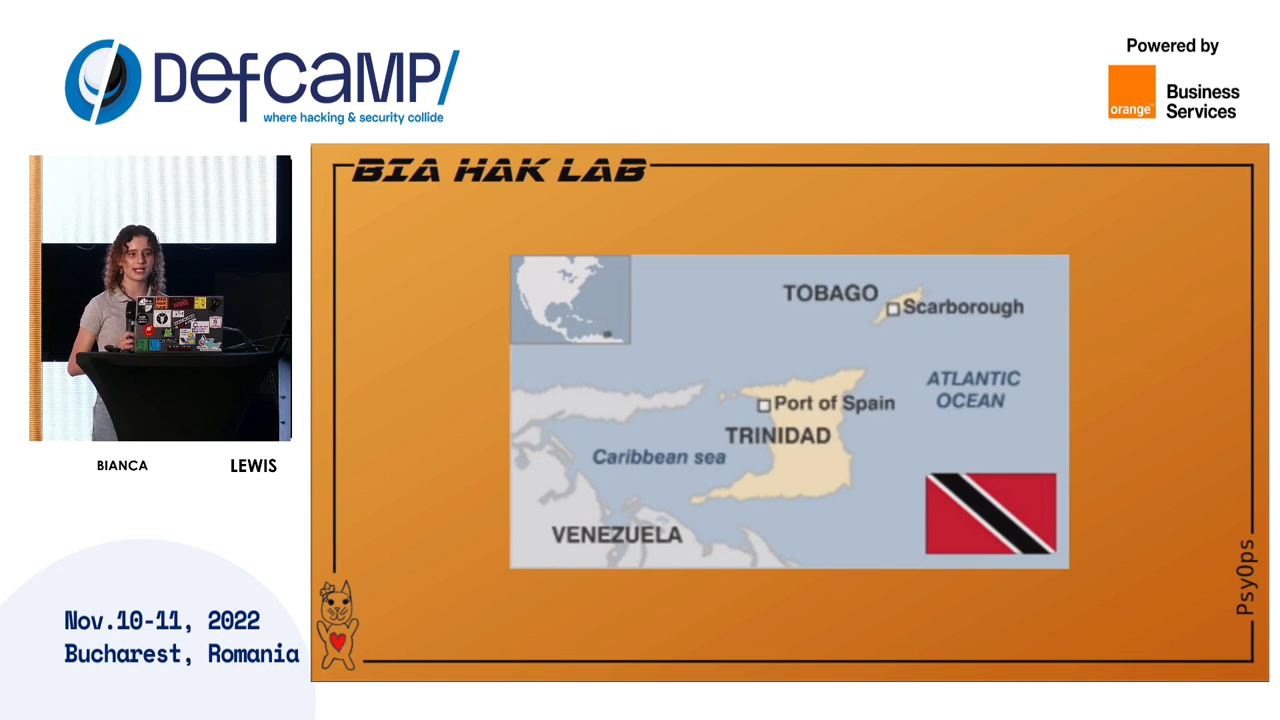 DefCamp/
where hacking & security collide
Powered by
orange
Business
Services
BIA HAK LAB
TOBAGO
Scarborough
ATLANTIC
OCEAN
Port of Spain
TRINIDAD
Caribbean sea
VENEZUELA
PsyOps
BIANCA LEWIS
Nov.10-11, 2022
Bucharest, Romania